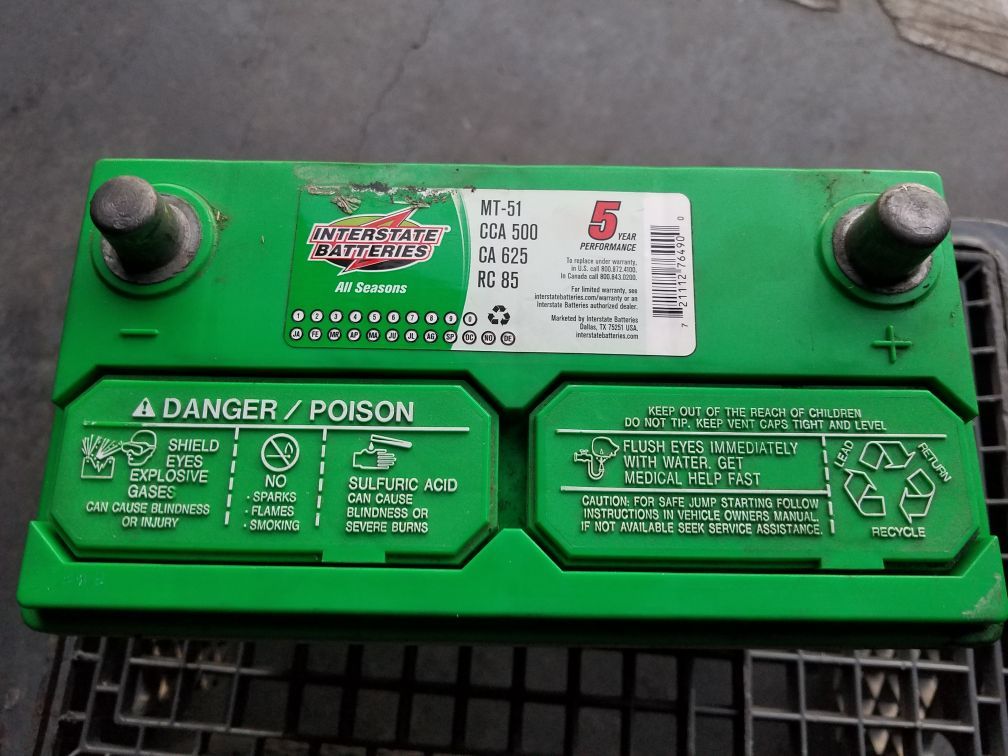 INTERSTATE
BATTERIES
All Seasons
MT-51
CCA 500
CA 625
RC 85
5
YEAR
PERFORMANCE
To replace under warranty,
in U.S. call 800.872.4100.
In Canada call 800.643.0200.
For limited warranty, see
interstatebatteries.com/warranty or an
Interstate Batteries authorized dealer.
Marketed by Interstate Batteries
Dallas, TX 75251 USA.
interstatebatteries.com
7 21112 76490 0
1 2 3 4 5 6 7 8 9 0
JA FE MR AP MA JU JL AG SP OC NO DE
− +
DANGER / POISON
SHIELD
EYES
EXPLOSIVE
GASES
CAN CAUSE BLINDNESS
OR INJURY
NO
· SPARKS
· FLAMES
· SMOKING
SULFURIC ACID
CAN CAUSE
BLINDNESS OR
SEVERE BURNS
KEEP OUT OF THE REACH OF CHILDREN
DO NOT TIP. KEEP VENT CAPS TIGHT AND LEVEL
FLUSH EYES IMMEDIATELY
WITH WATER. GET
MEDICAL HELP FAST
CAUTION: FOR SAFE JUMP STARTING FOLLOW
INSTRUCTIONS IN VEHICLE OWNERS MANUAL.
IF NOT AVAILABLE SEEK SERVICE ASSISTANCE.
LEAD
RETURN
RECYCLE